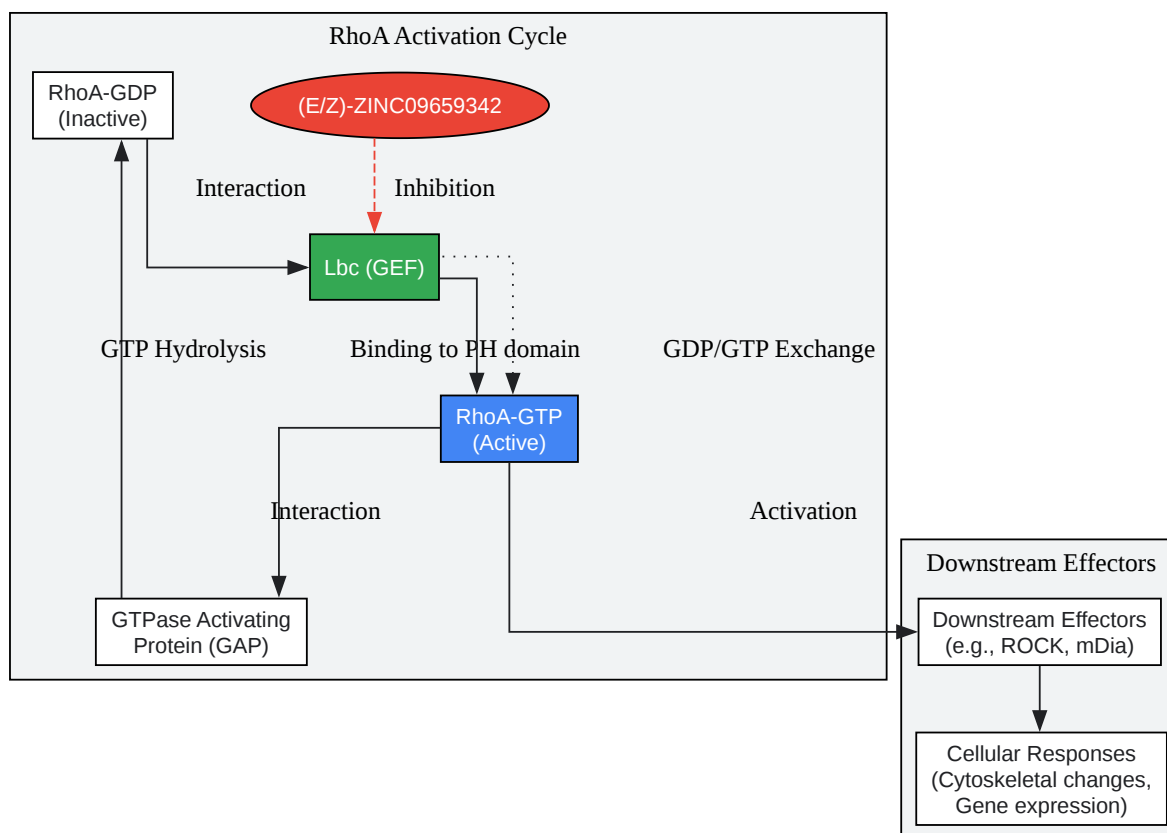 RhoA Activation Cycle
RhoA-GDP
(Inactive)
(E/Z)-ZINC09659342
Interaction
Inhibition
Lbc (GEF)
GTP Hydrolysis
Binding to PH domain
GDP/GTP Exchange
RhoA-GTP
(Active)
Interaction
Activation
GTPase Activating
Protein (GAP)
Downstream Effectors
Downstream Effectors
(e.g., ROCK, mDia)
Cellular Responses
(Cytoskeletal changes,
Gene expression)